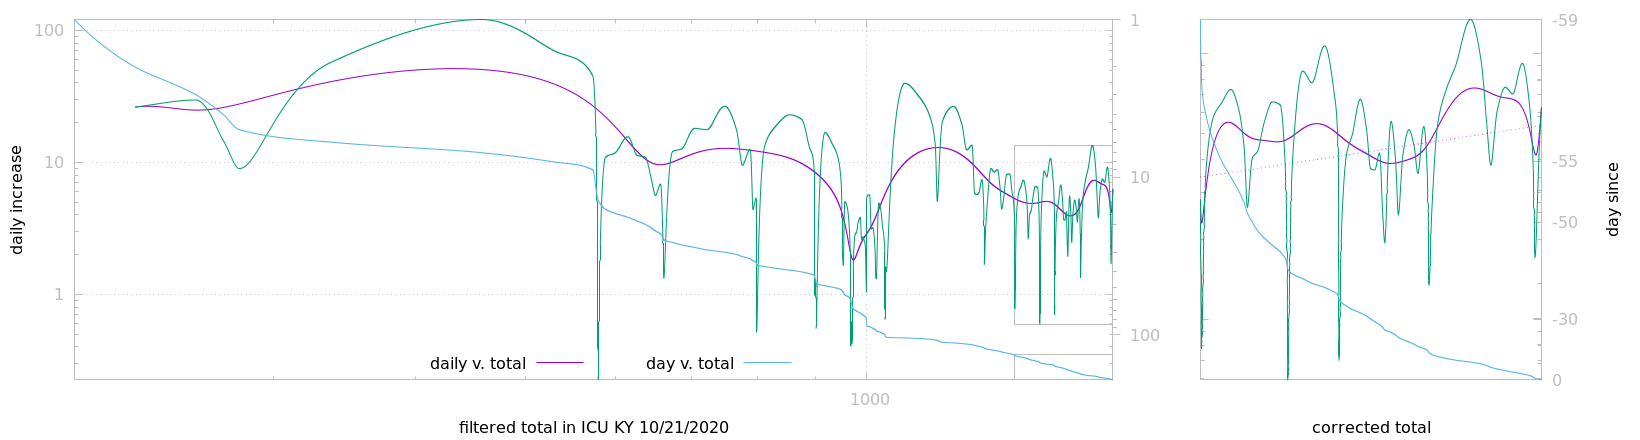 100
10
1
daily increase
1
10
100
daily v. total
day v. total
1000
filtered total in ICU KY 10/21/2020
-59
-55
-50
-30
0
day since
corrected total